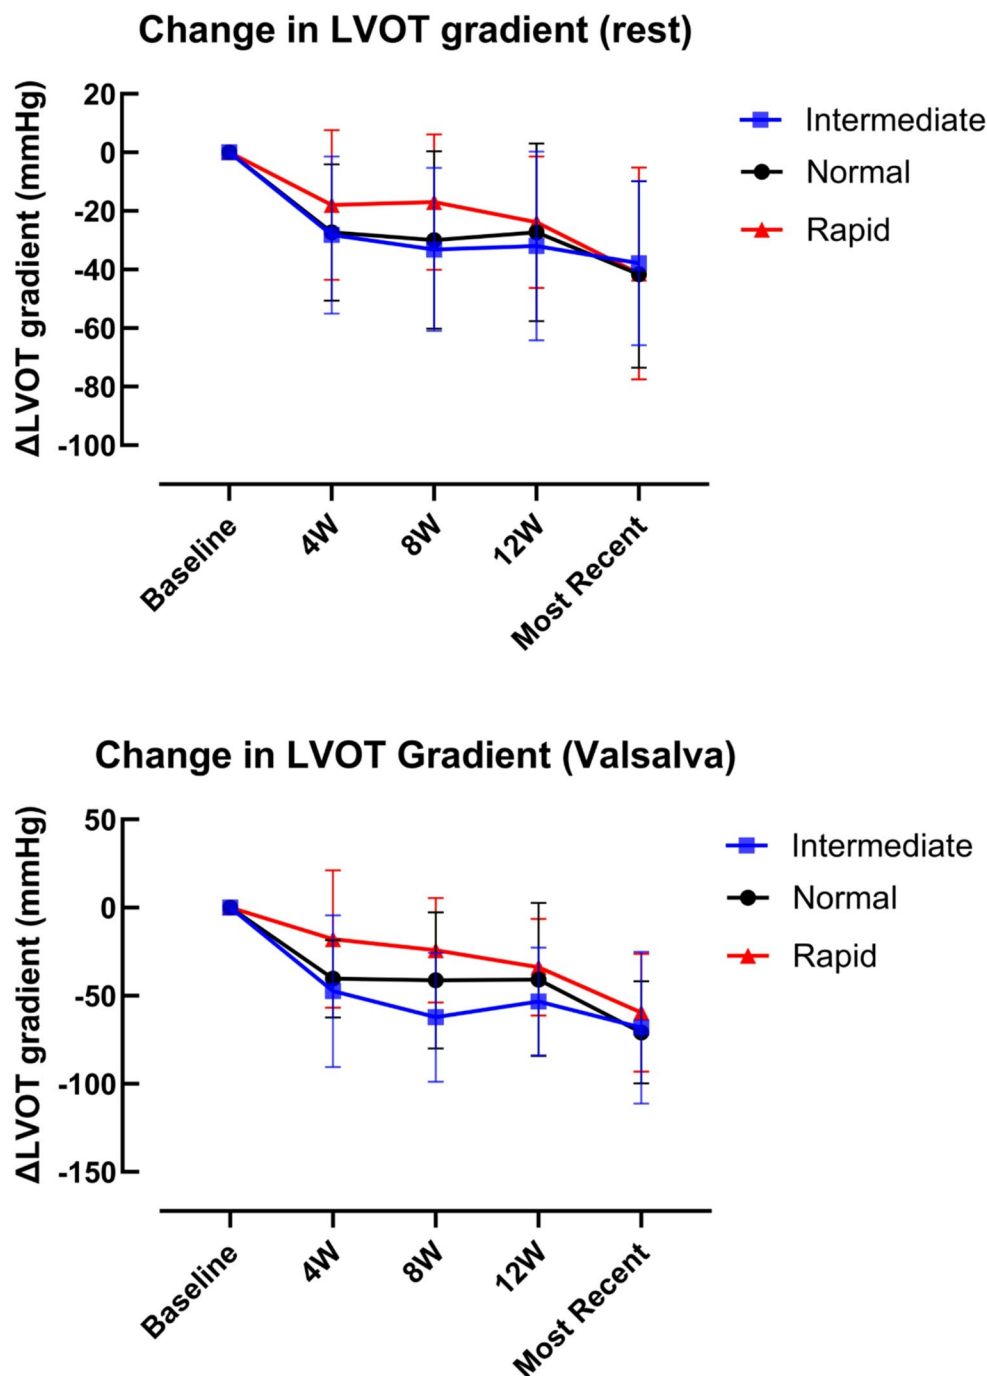 Change in LVOT gradient (rest)
ΔLVOT gradient (mmHg)
20
0
-20
-40
-60
-80
-100
Baseline
4W
8W
12W
Most Recent
Intermediate
Normal
Rapid
Change in LVOT Gradient (Valsalva)
ΔLVOT gradient (mmHg)
50
0
-50
-100
-150
Baseline
4W
8W
12W
Most Recent
Intermediate
Normal
Rapid